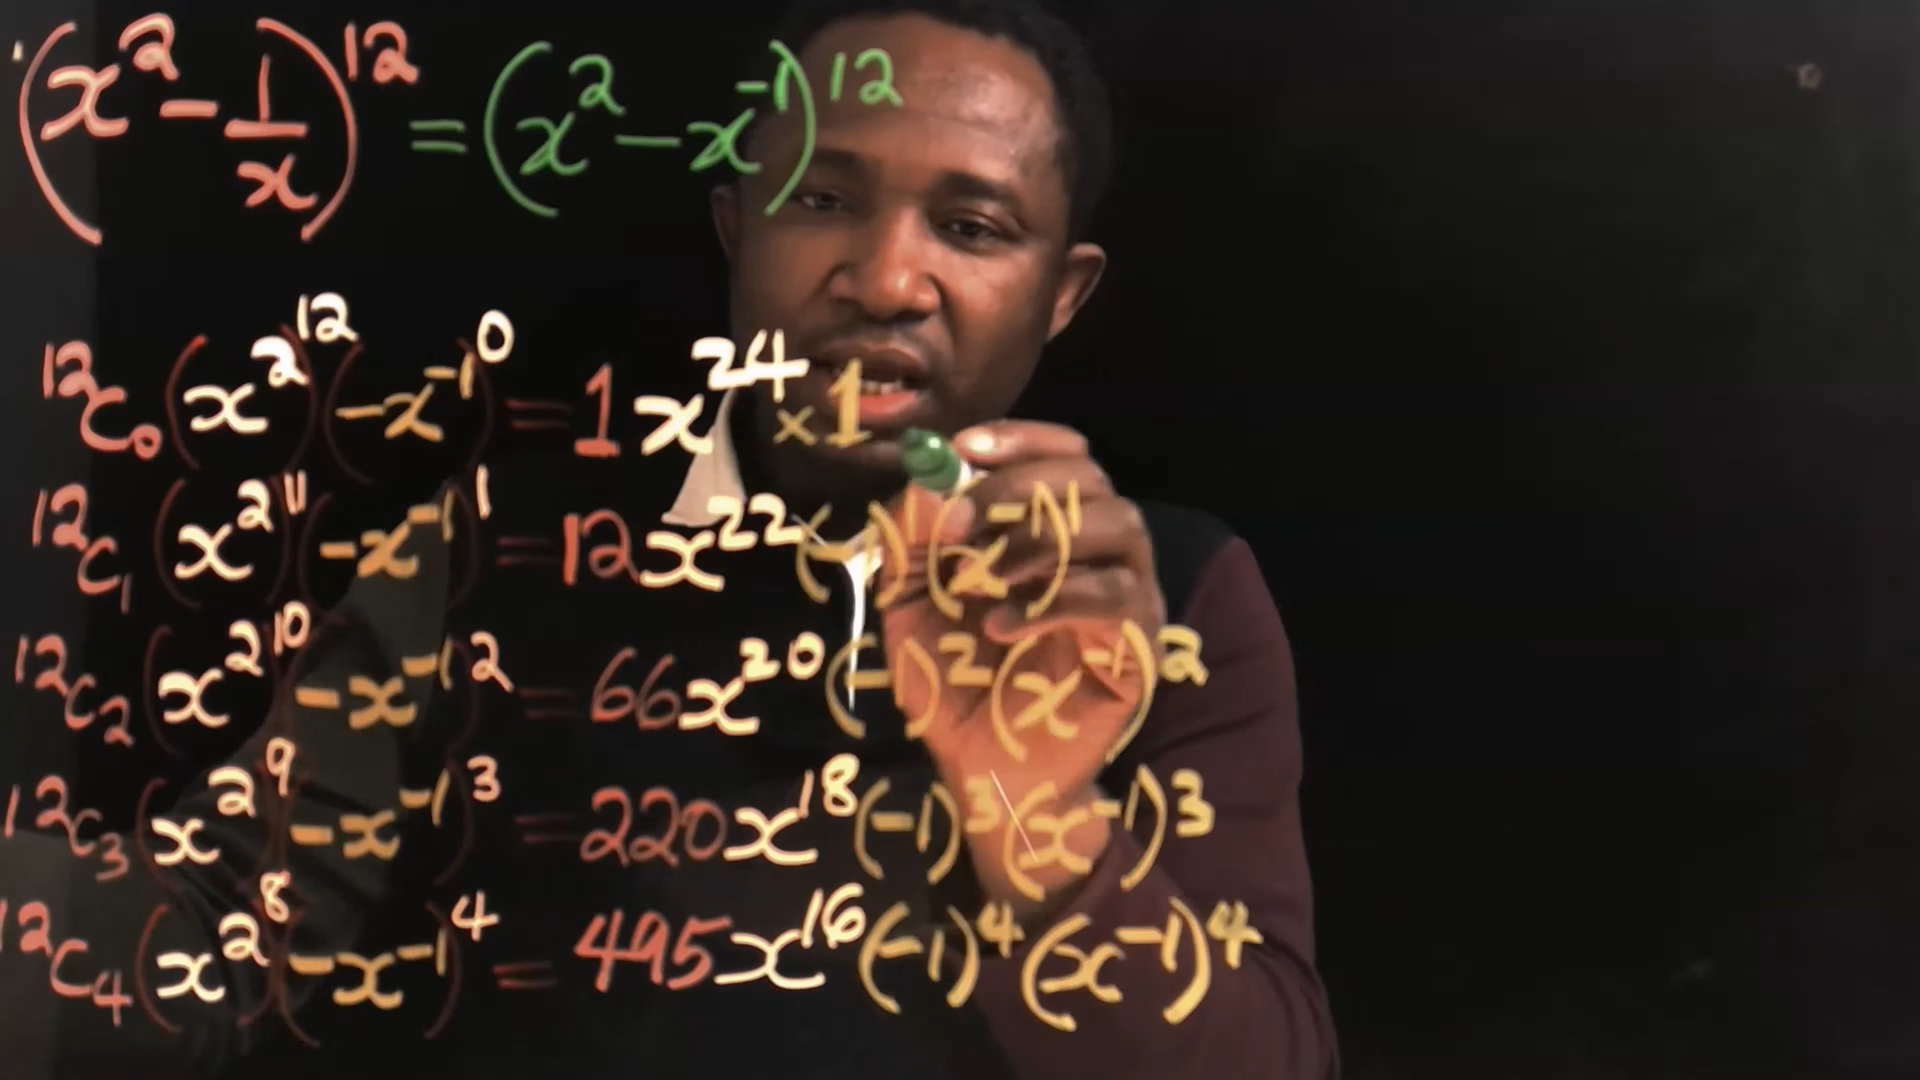 (x² - 1/x)¹² = (x² - x⁻¹)¹²
¹²C₀ (x²)¹² (-x⁻¹)⁰ = 1x²⁴ × 1
¹²C₁ (x²)¹¹ (-x⁻¹)¹ = 12x²² (-1)¹ (x⁻¹)¹
¹²C₂ (x²)¹⁰ (-x⁻¹)² = 66x²⁰ (-1)² (x⁻¹)²
¹²C₃ (x²)⁹ (-x⁻¹)³ = 220x¹⁸ (-1)³ (x⁻¹)³
¹²C₄ (x²)⁸ (-x⁻¹)⁴ = 495x¹⁶ (-1)⁴ (x⁻¹)⁴